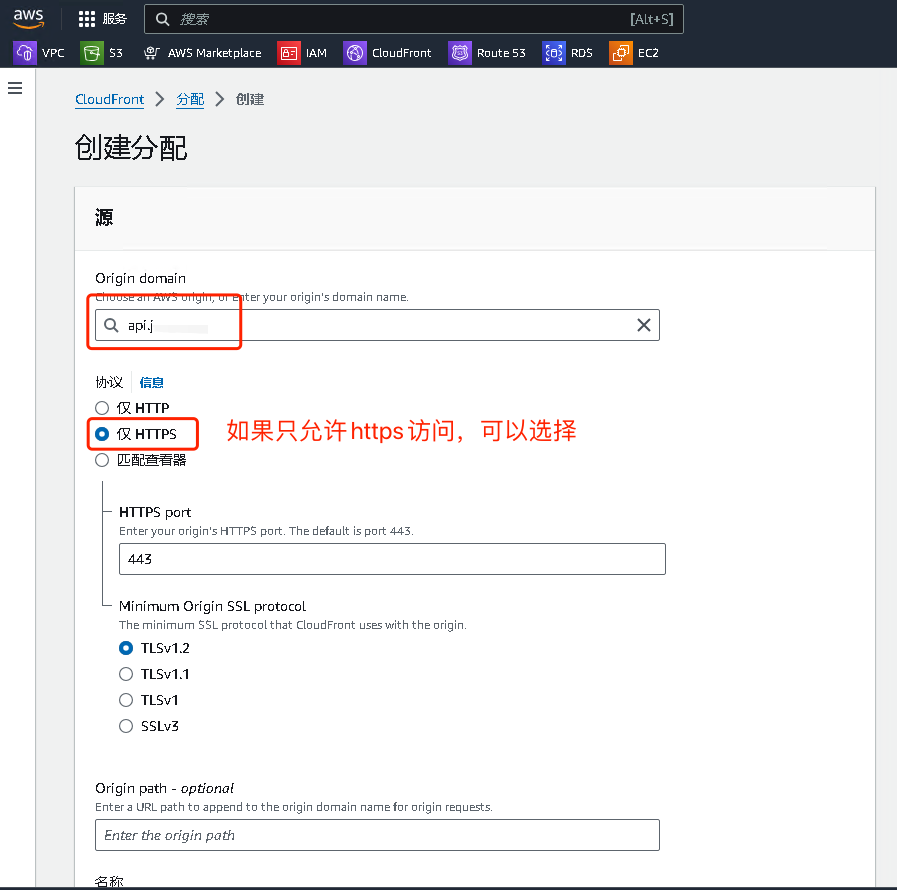 aws
服务
搜索
[Alt+S]
VPC
S3
AWS Marketplace
IAM
CloudFront
Route 53
RDS
EC2
CloudFront
分配
创建
创建分配
源
Origin domain
Choose an AWS origin, or enter your origin's domain name.
api.j
协议
信息
仅 HTTP
仅 HTTPS
如果只允许https访问，可以选择
匹配查看器
HTTPS port
Enter your origin's HTTPS port. The default is port 443.
443
Minimum Origin SSL protocol
The minimum SSL protocol that CloudFront uses with the origin.
TLSv1.2
TLSv1.1
TLSv1
SSLv3
Origin path - optional
Enter a URL path to append to the origin domain name for origin requests.
Enter the origin path
名称